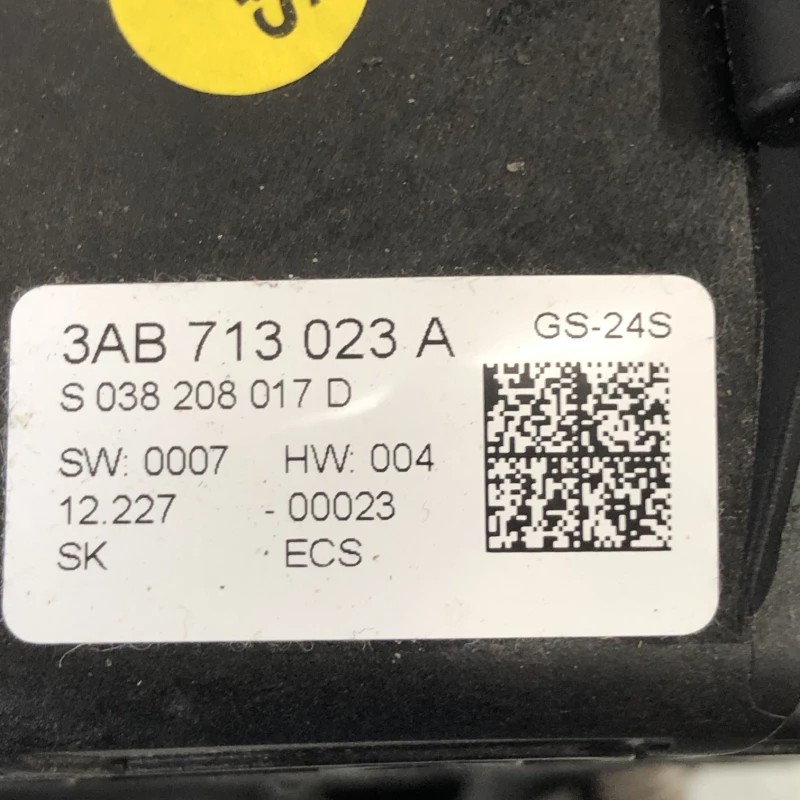 3AB 713 023 A
GS-24S
S 038 208 017 D
SW: 0007 HW: 004
12.227 - 00023
SK ECS